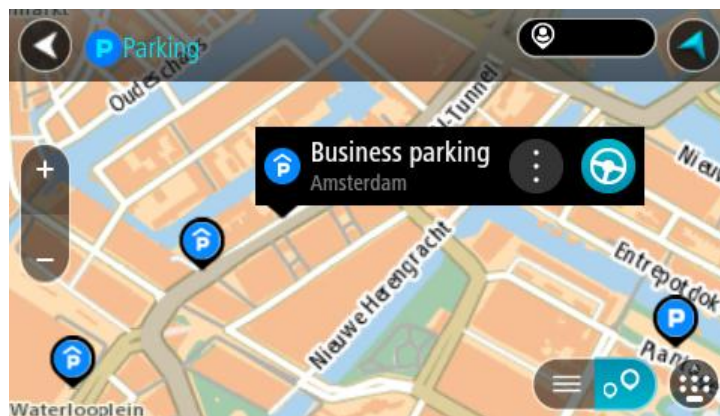 P Parking
Oudeschans
Business parking
Amsterdam
Entrepotdok
Nieuwe Herengracht
P
P
P
P
Waterlooplein